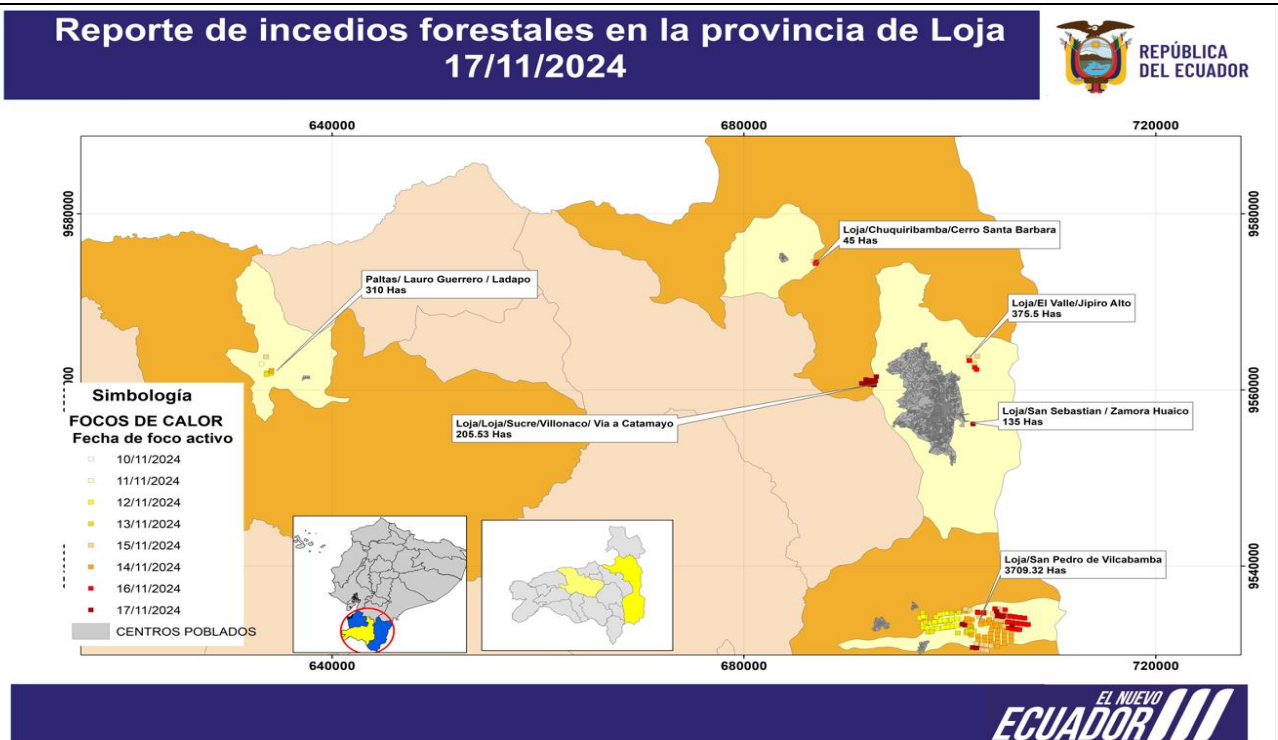 Reporte de incedios forestales en la provincia de Loja
17/11/2024
REPÚBLICA
DEL ECUADOR
640000
680000
720000
9580000
9580000
Loja/Chuquiribamba/Cerro Santa Barbara
45 Has
Paltas/ Lauro Guerrero / Ladapo
310 Has
Loja/El Valle/Jipiro Alto
375.5 Has
9560000
Loja/Loja/Sucre/Villonaco/ Via a Catamayo
205.53 Has
Loja/San Sebastian / Zamora Huaico
135 Has
Simbología
FOCOS DE CALOR
Fecha de foco activo
10/11/2024
11/11/2024
12/11/2024
13/11/2024
15/11/2024
14/11/2024
16/11/2024
17/11/2024
CENTROS POBLADOS
Loja/San Pedro de Vilcabamba
3709.32 Has
9540000
640000
680000
720000
EL NUEVO
ECUADOR